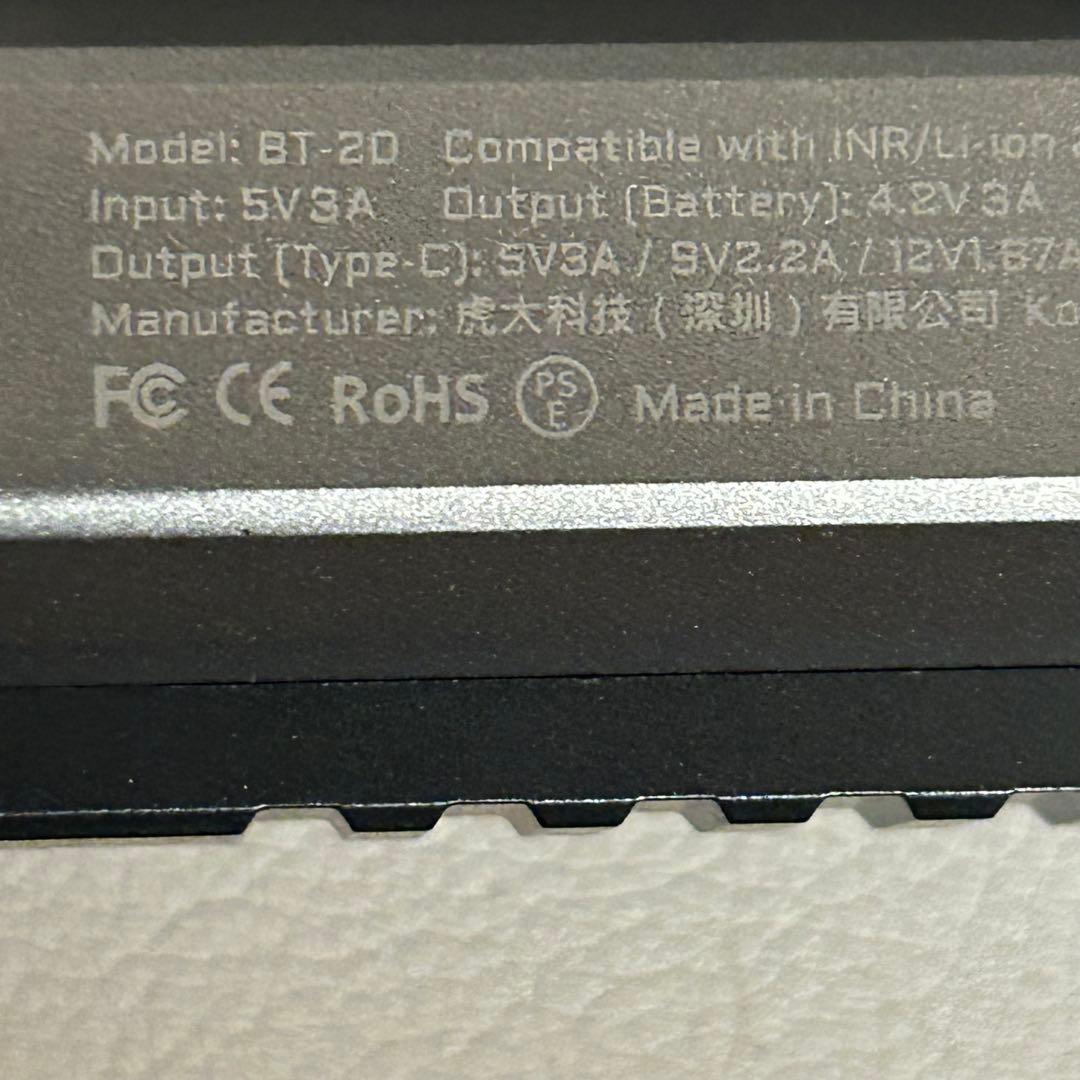 Model: BT-2D Compatible with INR/Li-ion
Input: 5V3A Output (Battery): 4.2V3A
Output (Type-C): 5V3A / 9V2.2A / 12V1.67A
Manufacturer: 虎大科技(深圳)有限公司
FC CE RoHS PSE Made in China